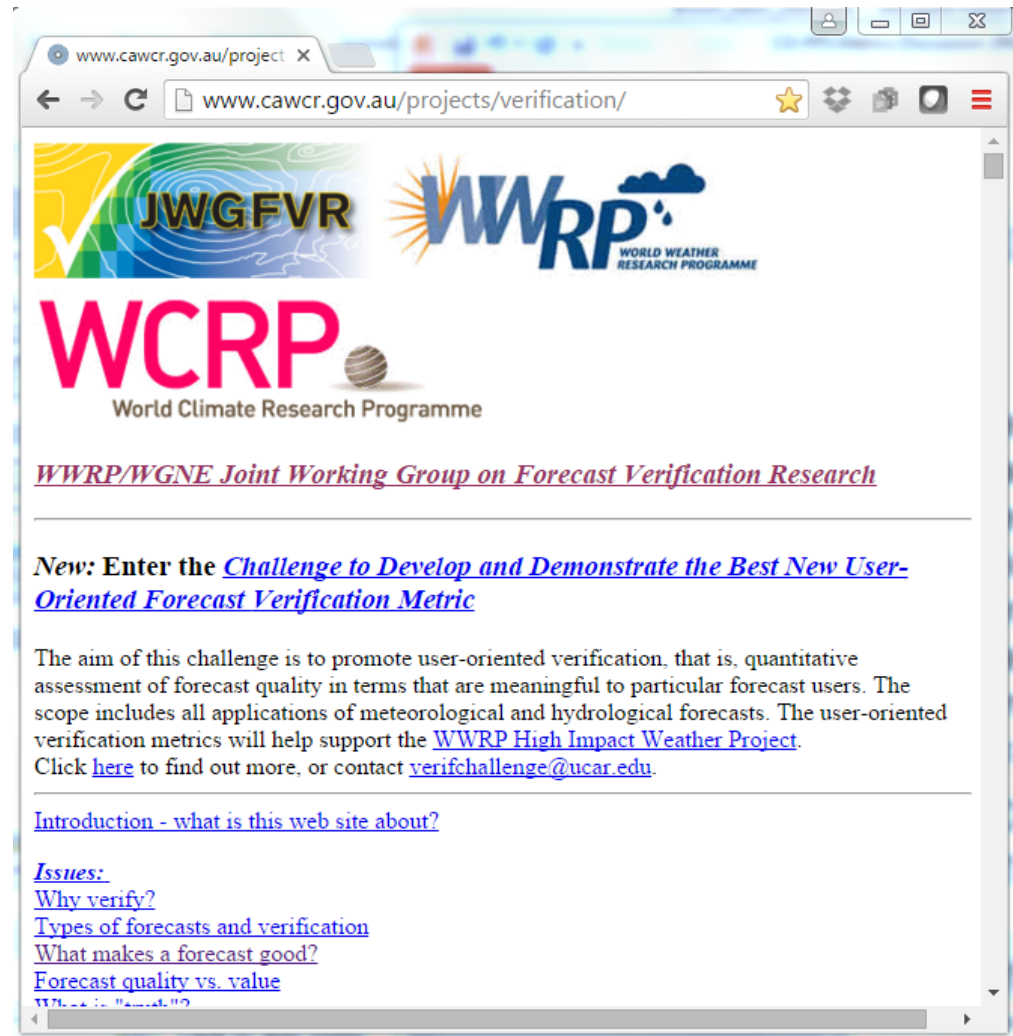 www.cawcr.gov.au/project
www.cawcr.gov.au/projects/verification/
JWGFVR
WWRP
WORLD WEATHER
RESEARCH PROGRAMME
WCRP
World Climate Research Programme
WWRP/WGNE Joint Working Group on Forecast Verification Research
New: Enter the Challenge to Develop and Demonstrate the Best New User-
Oriented Forecast Verification Metric
The aim of this challenge is to promote user-oriented verification, that is, quantitative
assessment of forecast quality in terms that are meaningful to particular forecast users. The
scope includes all applications of meteorological and hydrological forecasts. The user-oriented
verification metrics will help support the WWRP High Impact Weather Project.
Click here to find out more, or contact verifchallenge@ucar.edu.
Introduction - what is this web site about?
Issues:
Why verify?
Types of forecasts and verification
What makes a forecast good?
Forecast quality vs. value
What is "truth"?